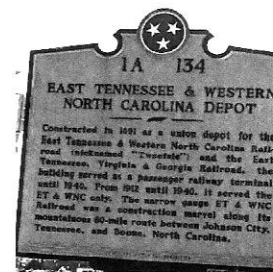 1A 134
EAST TENNESSEE & WESTERN
NORTH CAROLINA DEPOT
Constructed in 1891 as a union depot for the
East Tennessee & Western North Carolina Rail-
road (nicknamed "Tweetsie") and the East
Tennessee, Virginia & Georgia Railroad, the
building served as a passenger railway terminal
until 1940. From 1912 until 1940, it served the
ET & WNC only. The narrow gauge ET & WNC
Railroad was a construction marvel along its
mountainous 60-mile route between Johnson City,
Tennessee, and Boone, North Carolina.